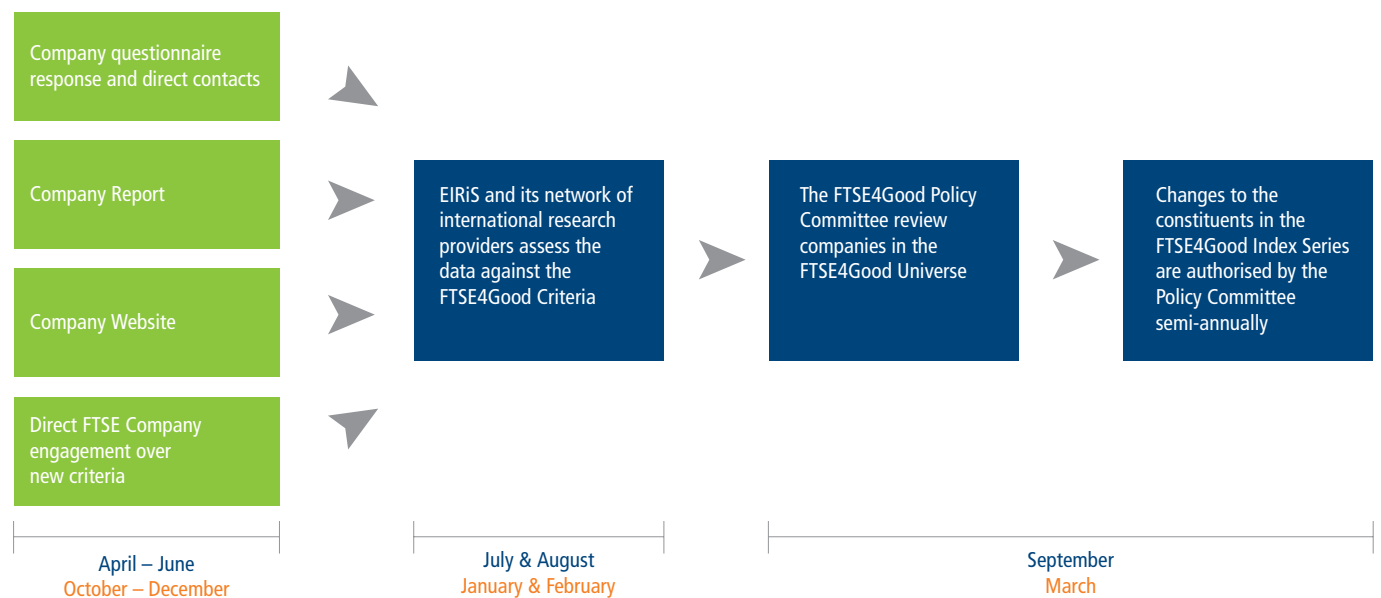 Company questionnaire
response and direct contacts
Company Report
Company Website
Direct FTSE Company
engagement over
new criteria
EIRiS and its network of
international research
providers assess the
data against the
FTSE4Good Criteria
The FTSE4Good Policy
Committee review
companies in the
FTSE4Good Universe
Changes to the
constituents in the
FTSE4Good Index Series
are authorised by the
Policy Committee
semi-annually
April – June
October – December
July & August
January & February
September
March